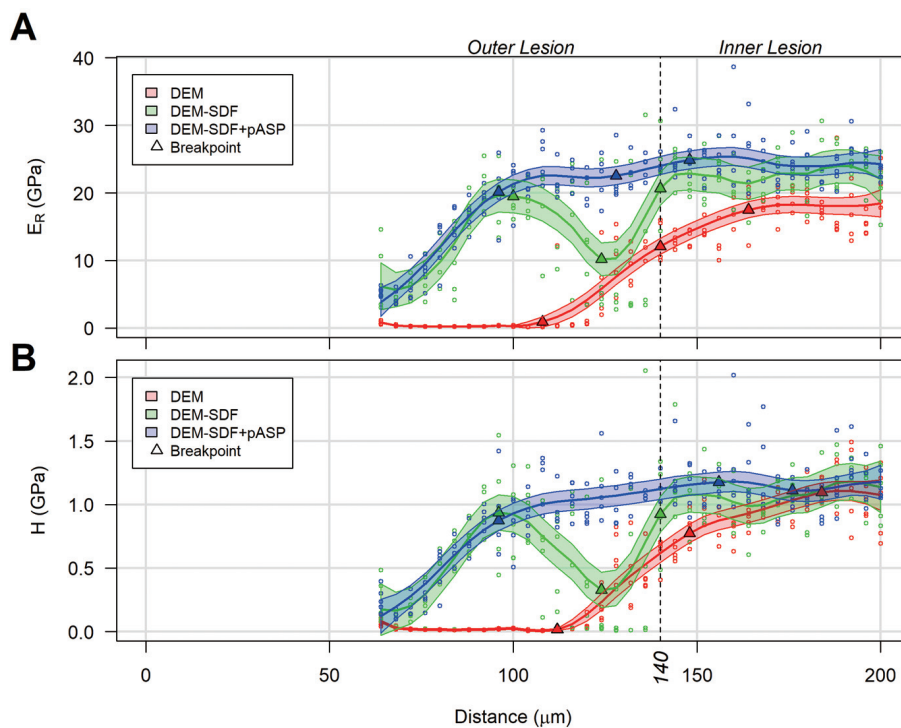 A
Outer Lesion
Inner Lesion
40
30
20
10
0
E_R (GPa)
DEM
DEM-SDF
DEM-SDF+pASP
Breakpoint
B
2.0
1.5
1.0
0.5
0.0
H (GPa)
DEM
DEM-SDF
DEM-SDF+pASP
Breakpoint
0
50
100
140
150
200
Distance (μm)